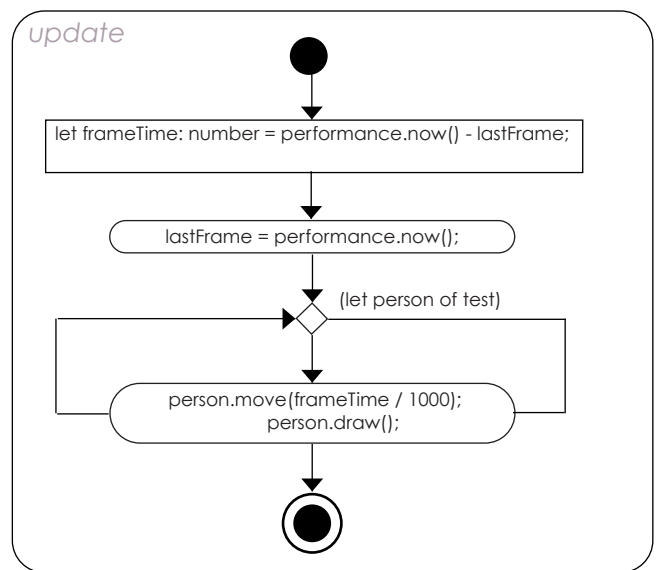 update
let frameTime: number = performance.now() - lastFrame;
lastFrame = performance.now();
(let person of test)
person.move(frameTime / 1000);
person.draw();